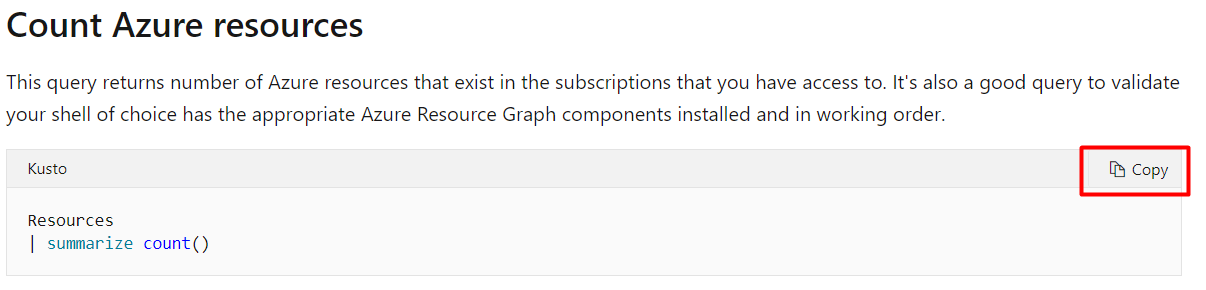 Count Azure resources
This query returns number of Azure resources that exist in the subscriptions that you have access to. It's also a good query to validate
your shell of choice has the appropriate Azure Resource Graph components installed and in working order.
Kusto
Copy
Resources
| summarize count()